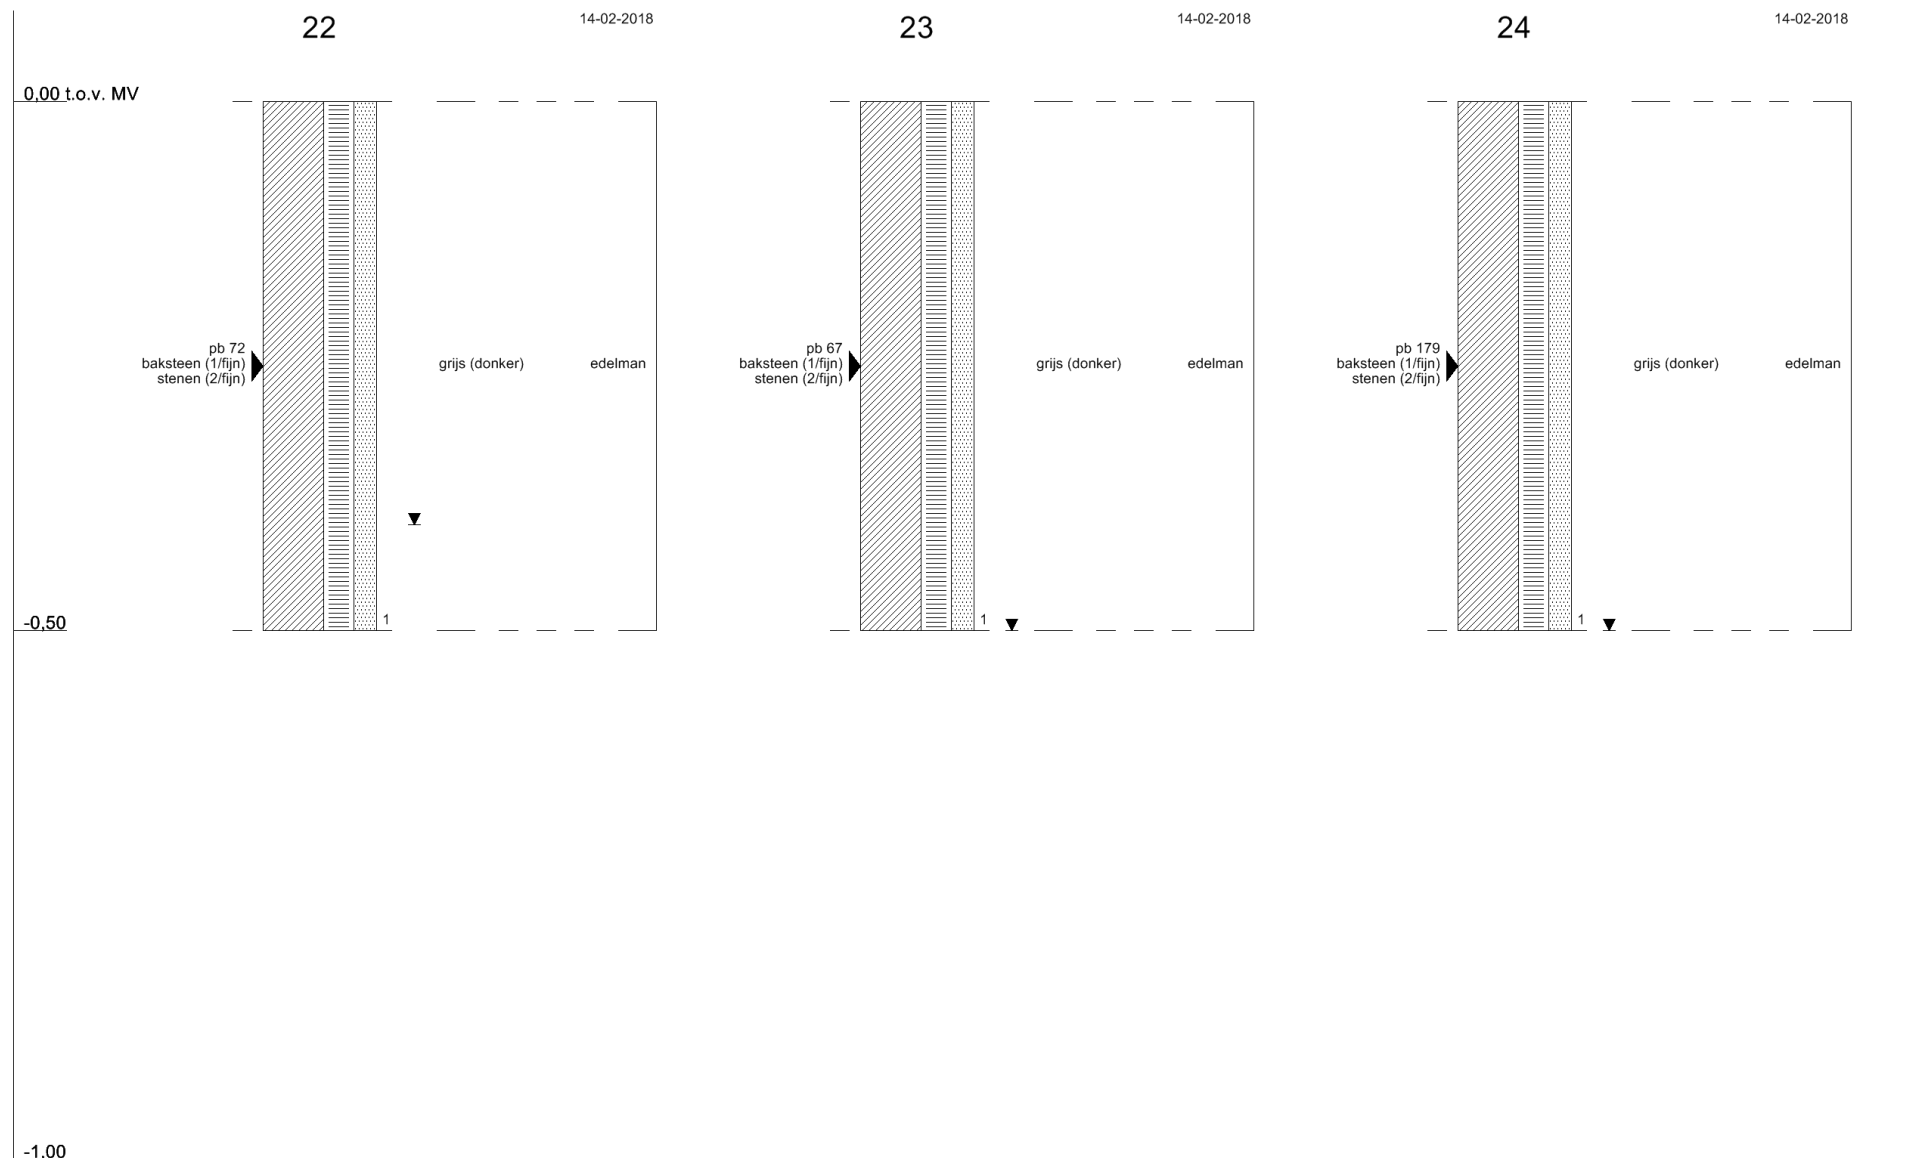 22
14-02-2018
23
14-02-2018
24
14-02-2018
0,00 t.o.v. MV
pb 72
baksteen (1/fijn)
stenen (2/fijn)
grijs (donker)
edelman
pb 67
baksteen (1/fijn)
stenen (2/fijn)
grijs (donker)
edelman
pb 179
baksteen (1/fijn)
stenen (2/fijn)
grijs (donker)
edelman
-0,50
1
1
1
-1,00